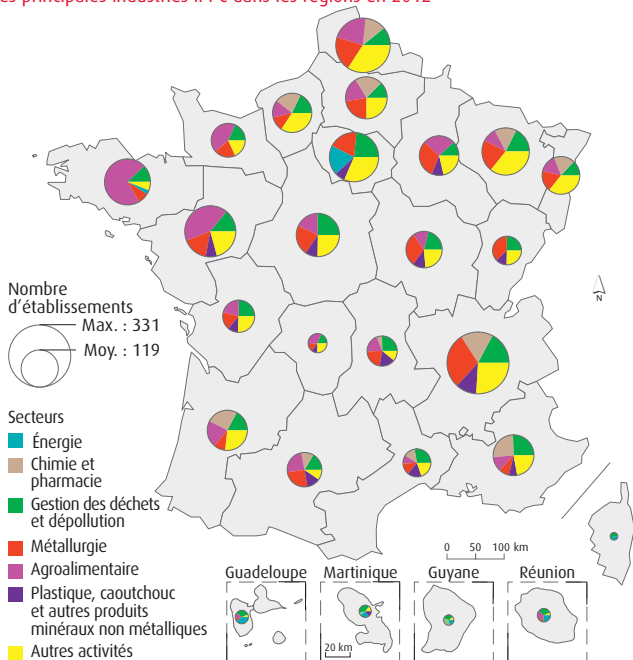 es principales industries IPPC dans les régions en 2012
N
Nombre
d'établissements
Max. : 331
Moy. : 119
Secteurs
Énergie
Chimie et
pharmacie
Gestion des déchets
et dépollution
Métallurgie
Agroalimentaire
Plastique, caoutchouc
et autres produits
minéraux non métalliques
Autres activités
0 50 100 km
Guadeloupe Martinique Guyane Réunion
20 km